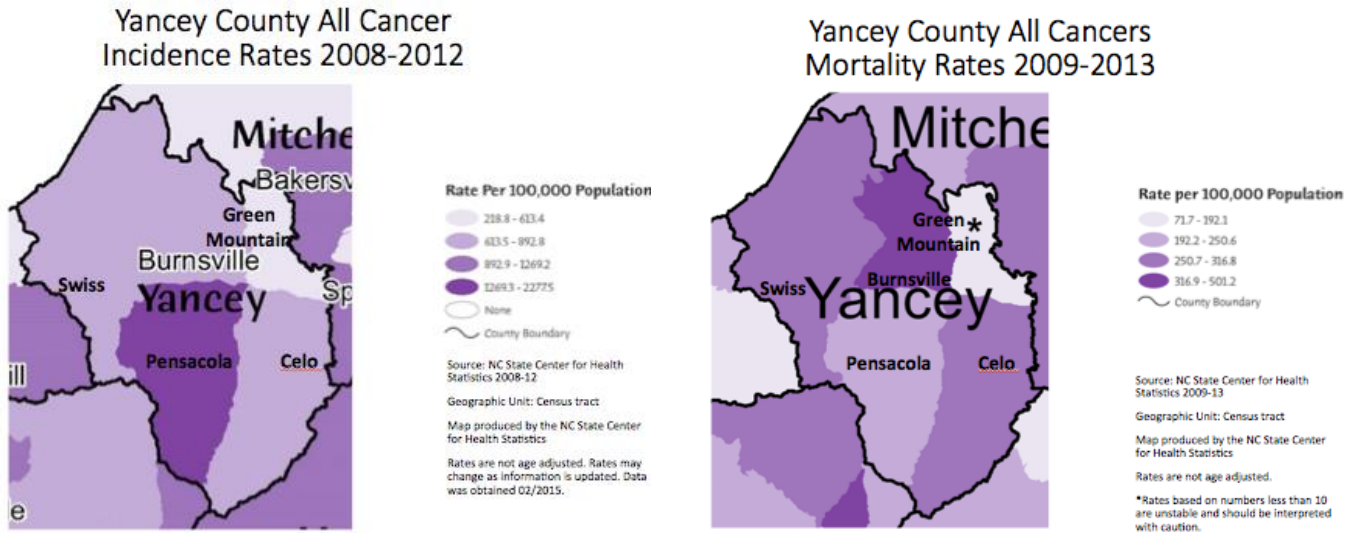 Yancey County All Cancer
Incidence Rates 2008-2012
Mitche
Bakersv
Green
Mountain
Burnsville
Swiss
Yancey
Sp
Pensacola
Celo
ill
e
Rate Per 100,000 Population
218.8 - 613.4
613.5 - 892.8
892.9 - 1269.2
1269.3 - 2277.5
None
County Boundary
Source: NC State Center for Health
Statistics 2008-12
Geographic Unit: Census tract
Map produced by the NC State Center
for Health Statistics
Rates are not age adjusted. Rates may
change as information is updated. Data
was obtained 02/2015.
Yancey County All Cancers
Mortality Rates 2009-2013
Mitche
Green *
Mountain
Burnsville
Swiss
Yancey
Pensacola
Celo
Rate per 100,000 Population
71.7 - 192.1
192.2 - 250.6
250.7 - 316.8
316.9 - 501.2
County Boundary
Source: NC State Center for Health
Statistics 2009-13
Geographic Unit: Census tract
Map produced by the NC State Center
for Health Statistics
Rates are not age adjusted.
*Rates based on numbers less than 10
are unstable and should be interpreted
with caution.